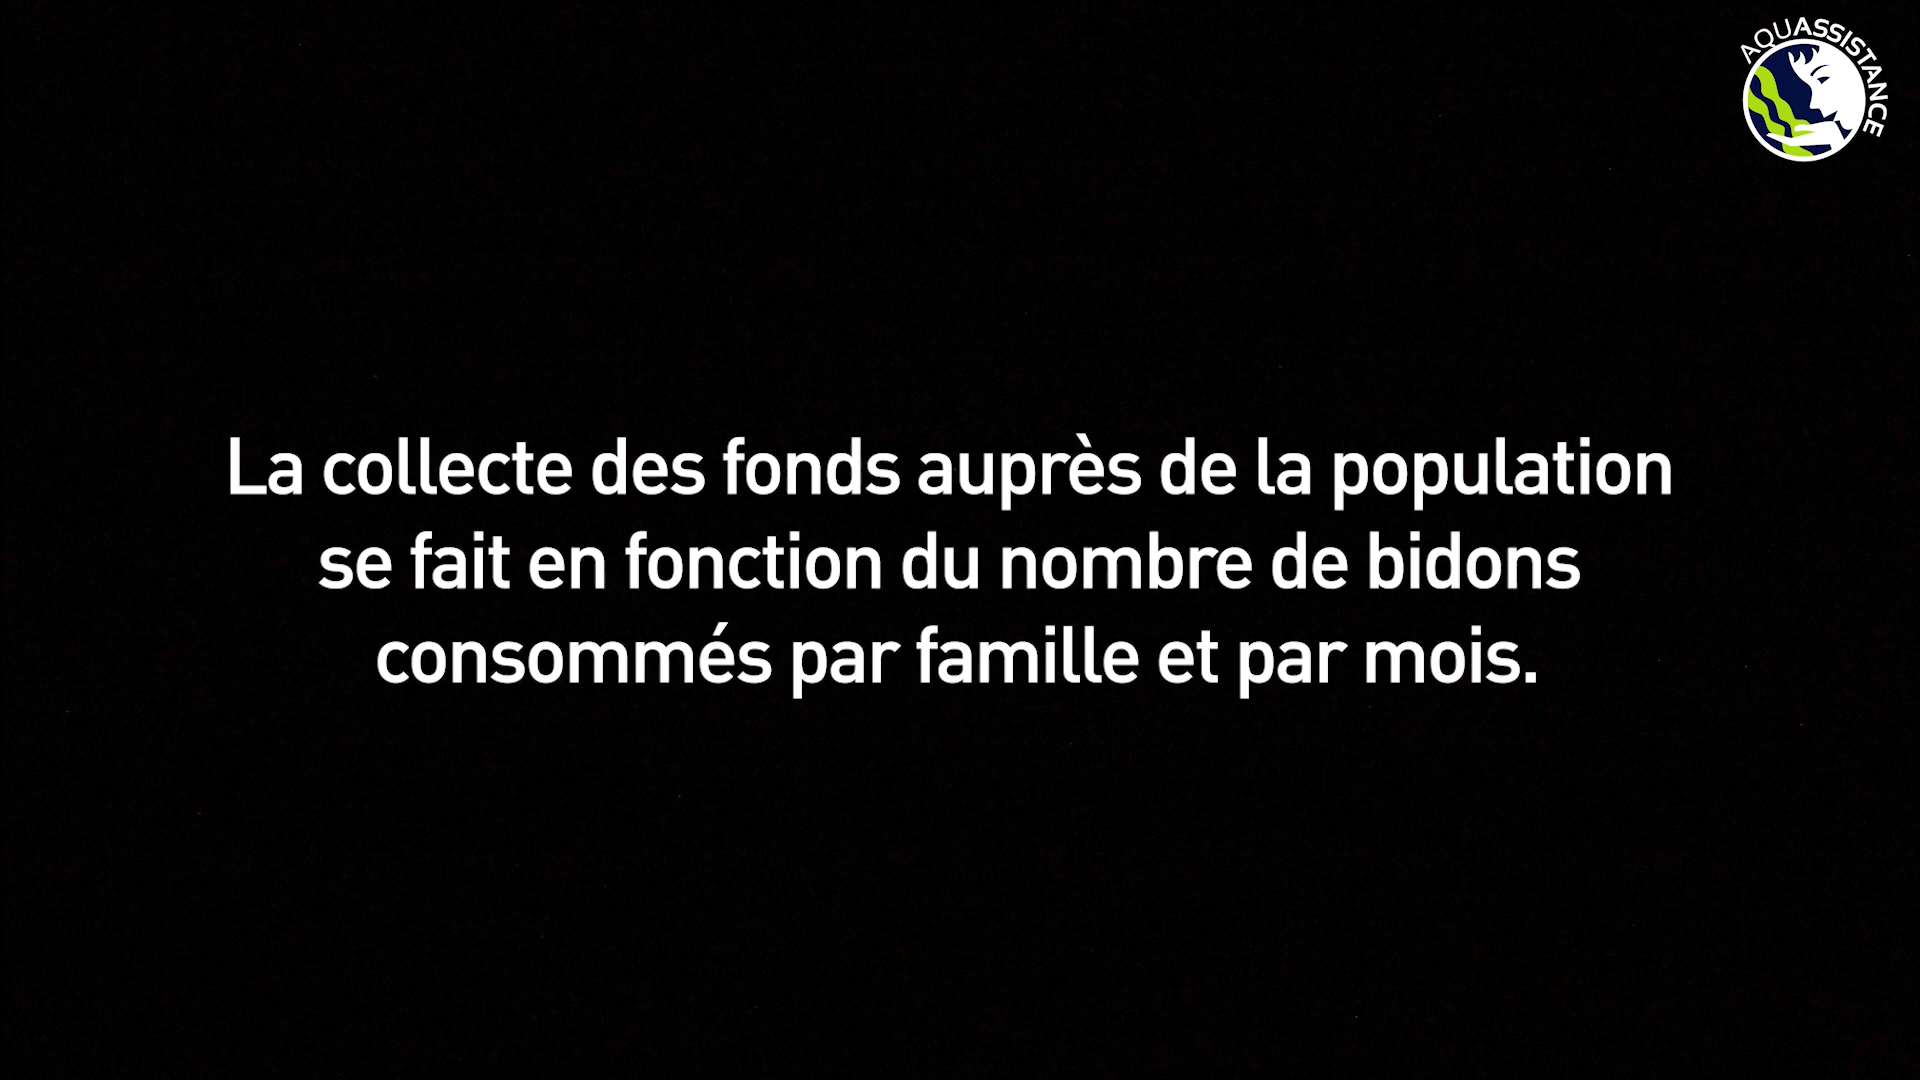 AQUASSISTANCE
La collecte des fonds auprès de la population
se fait en fonction du nombre de bidons
consommés par famille et par mois.